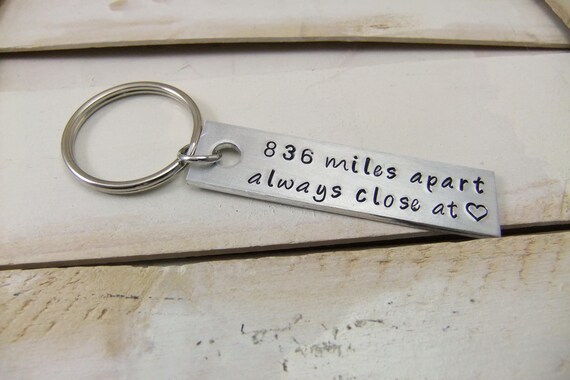 836 miles apart
always close at ♡